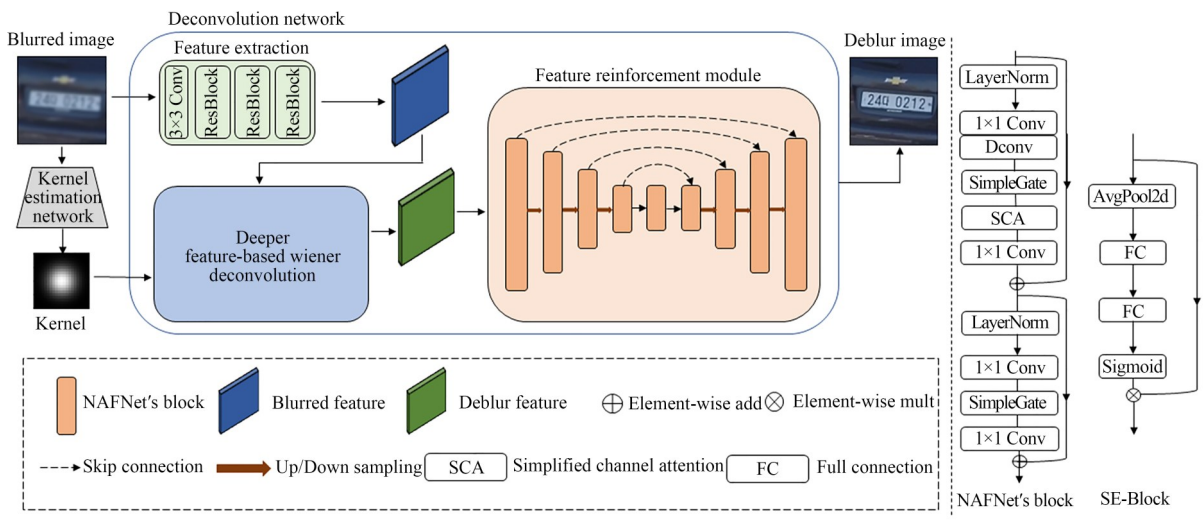 Deconvolution network
Blurred image
Feature extraction
3×3 Conv
ResBlock
ResBlock
ResBlock
Kernel
estimation
network
Kernel
Deeper
feature-based wiener
deconvolution
Feature reinforcement module
Deblur image
24Q 0212
24Q 0212
LayerNorm
1×1 Conv
Dconv
SimpleGate
SCA
1×1 Conv
LayerNorm
1×1 Conv
SimpleGate
1×1 Conv
NAFNet's block
AvgPool2d
FC
FC
Sigmoid
SE-Block
NAFNet's block
Blurred feature
Deblur feature
Element-wise add
Element-wise mult
Skip connection
Up/Down sampling
SCA
Simplified channel attention
FC
Full connection